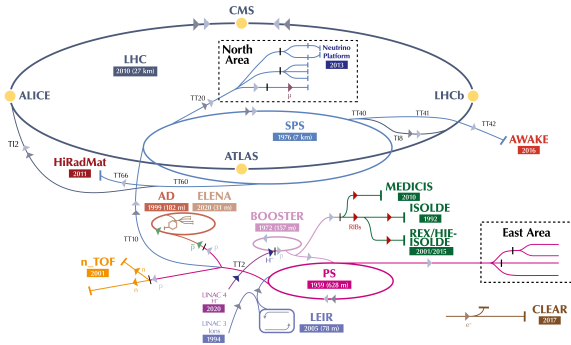 CMS
LHC
2010 (27 km)
North
Area
Neutrino
Platform
2013
μ
ALICE
LHCb
TT20
TT40
TT41
TT42
TI8
TI2
SPS
1976 (7 km)
AWAKE
2016
ATLAS
HiRadMat
2011
TT66
TT60
AD
1999 (182 m)
ELENA
2020 (31 m)
MEDICIS
2010
ISOLDE
1992
RIBs
REX/HIE-
ISOLDE
2001/2015
BOOSTER
1972 (157 m)
p
p
H-
East Area
TT10
TT2
n_TOF
2001
n
n
p
PS
1959 (628 m)
LINAC 4
H-
2020
LINAC 3
Ions
1994
LEIR
2005 (78 m)
CLEAR
2017
e-